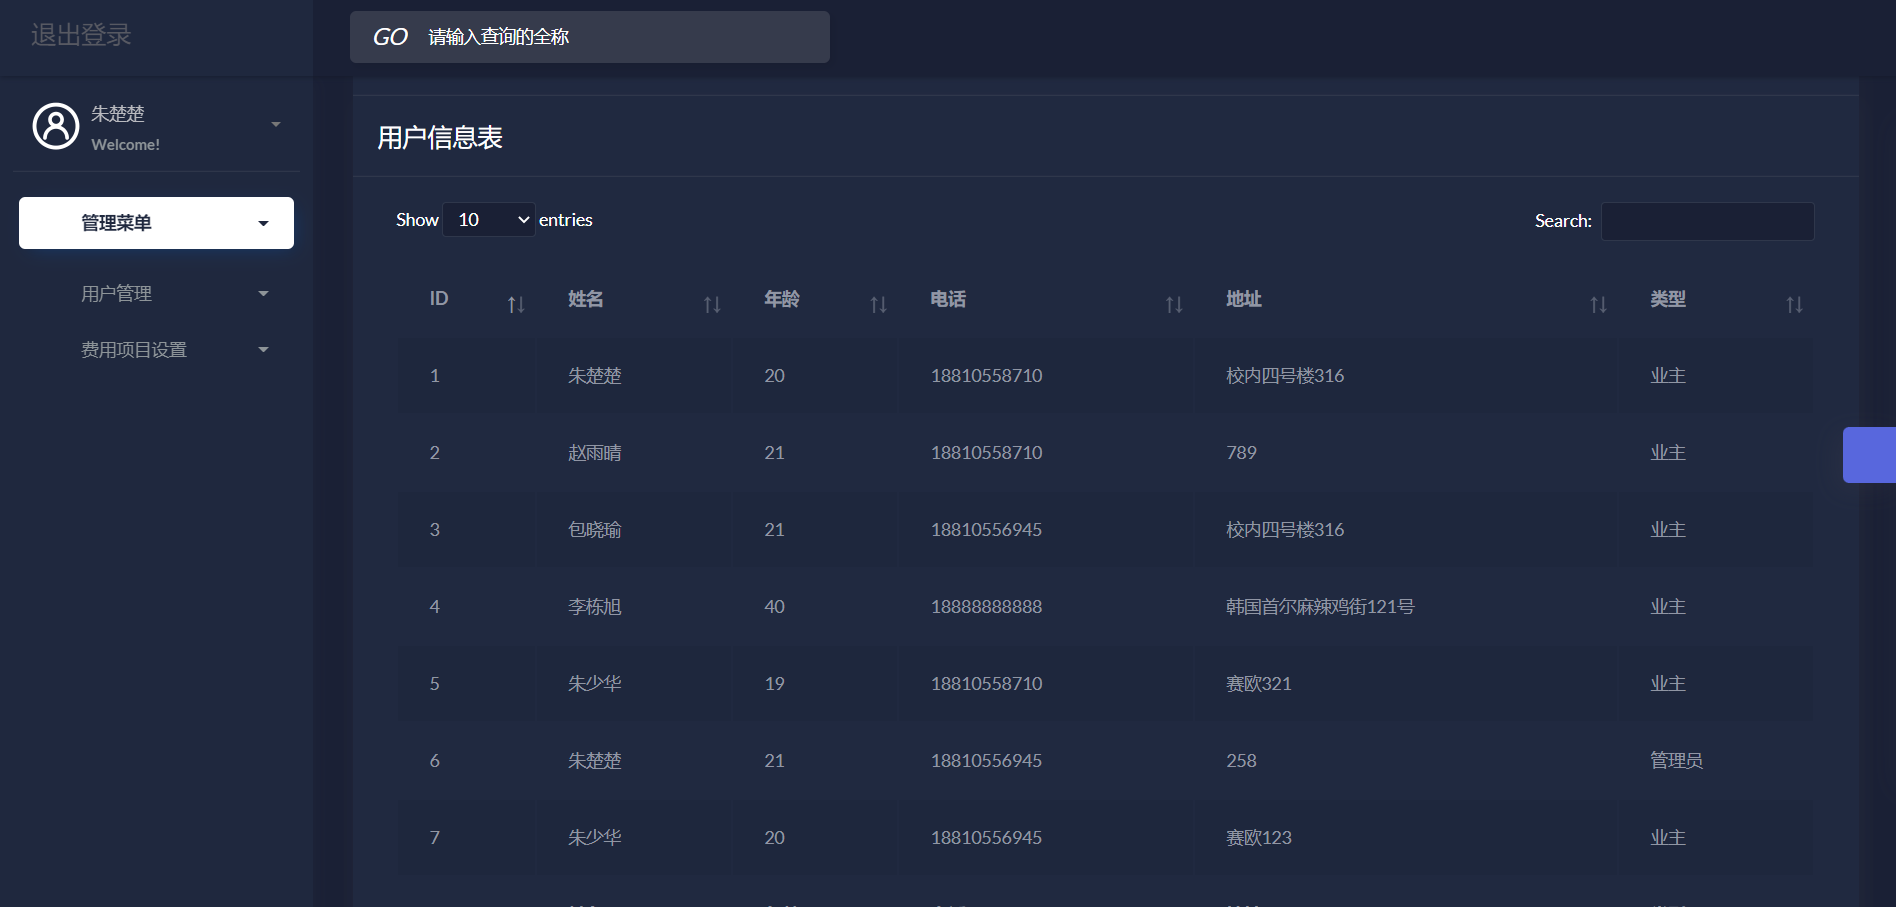 退出登录
GO 请输入查询的全称
朱楚楚
Welcome!
管理菜单
用户管理
费用项目设置
用户信息表
Show 10 entries
Search:
ID 姓名 年龄 电话 地址 类型
1 朱楚楚 20 18810558710 校内四号楼316 业主
2 赵雨晴 21 18810558710 789 业主
3 包晓瑜 21 18810556945 校内四号楼316 业主
4 李栋旭 40 18888888888 韩国首尔麻辣鸡街121号 业主
5 朱少华 19 18810558710 赛欧321 业主
6 朱楚楚 21 18810556945 258 管理员
7 朱少华 20 18810556945 赛欧123 业主